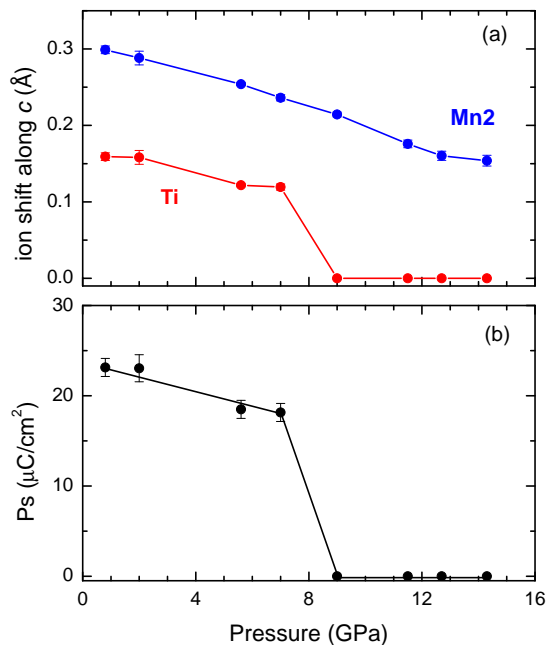 (a)
0.3
0.2
0.1
0.0
ion shift along c (Å)
Mn2
Ti
(b)
30
20
10
0
Ps (μC/cm²)
0 4 8 12 16
Pressure (GPa)